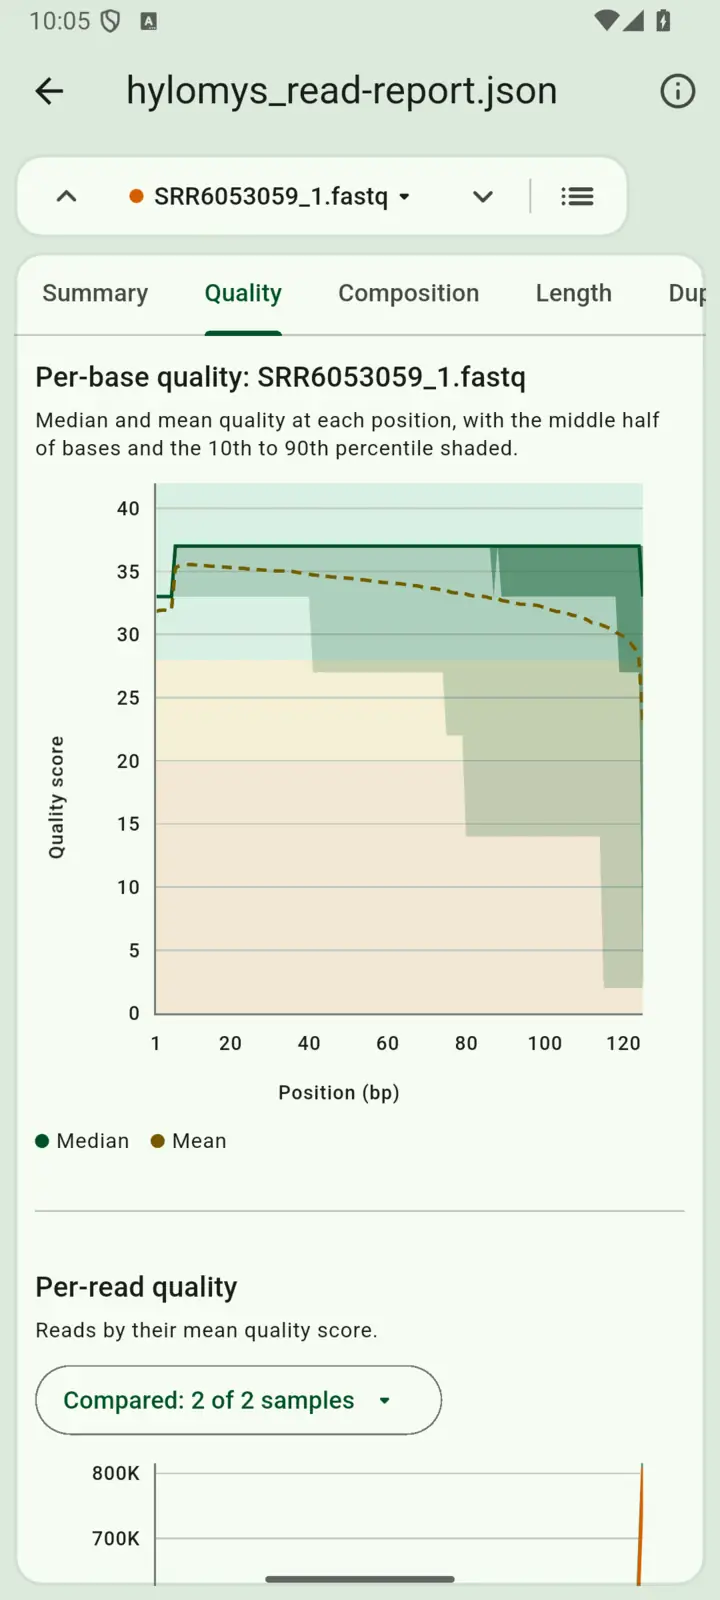 10:05
hylomys_read-report.json
SRR6053059_1.fastq
Summary Quality Composition Length Dup
Per-base quality: SRR6053059_1.fastq
Median and mean quality at each position, with the middle half
of bases and the 10th to 90th percentile shaded.
40
35
30
25
20
15
10
5
0
Quality score
1 20 40 60 80 100 120
Position (bp)
Median Mean
Per-read quality
Reads by their mean quality score.
Compared: 2 of 2 samples
800K
700K